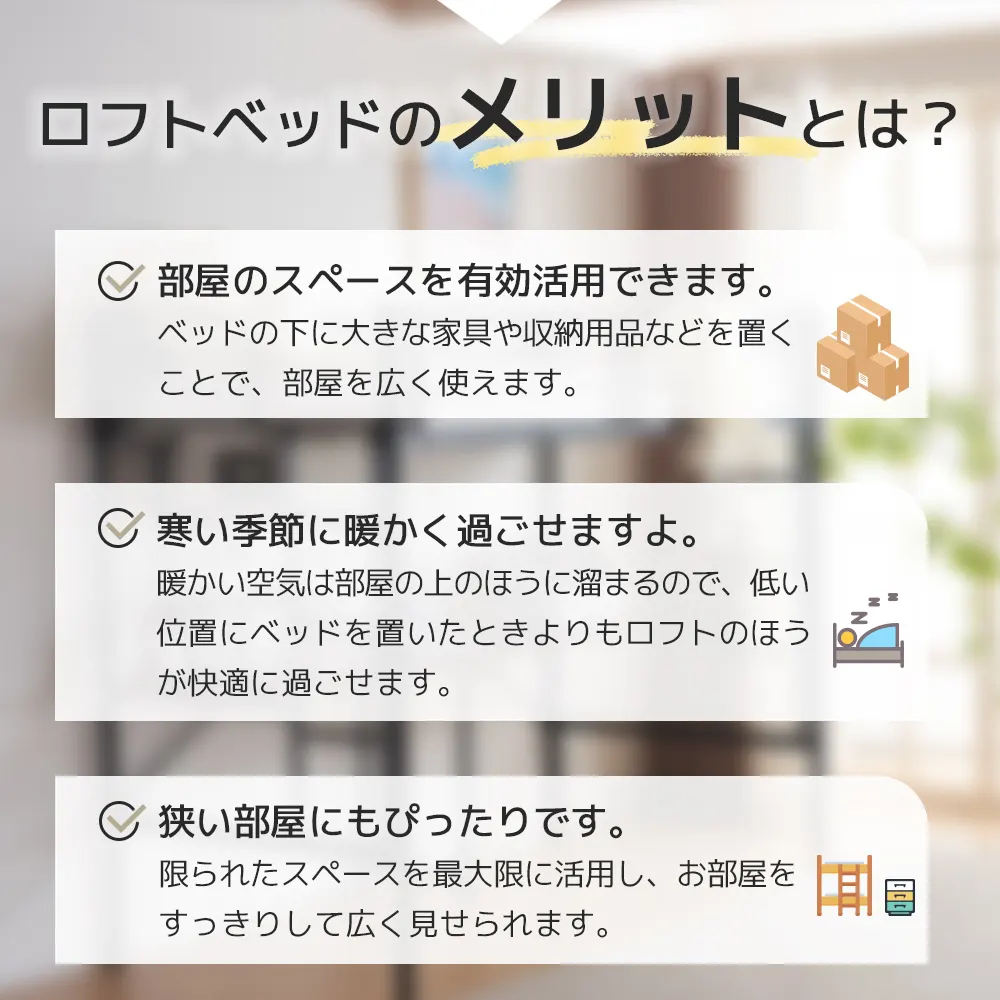 ロフトベッドのメリットとは？
部屋のスペースを有効活用できます。
ベッドの下に大きな家具や収納用品などを置く
ことで、部屋を広く使えます。
寒い季節に暖かく過ごせますよ。
暖かい空気は部屋の上のほうに溜まるので、低い
位置にベッドを置いたときよりもロフトのほう
が快適に過ごせます。
狭い部屋にもぴったりです。
限られたスペースを最大限に活用し、お部屋を
すっきりして広く見せられます。